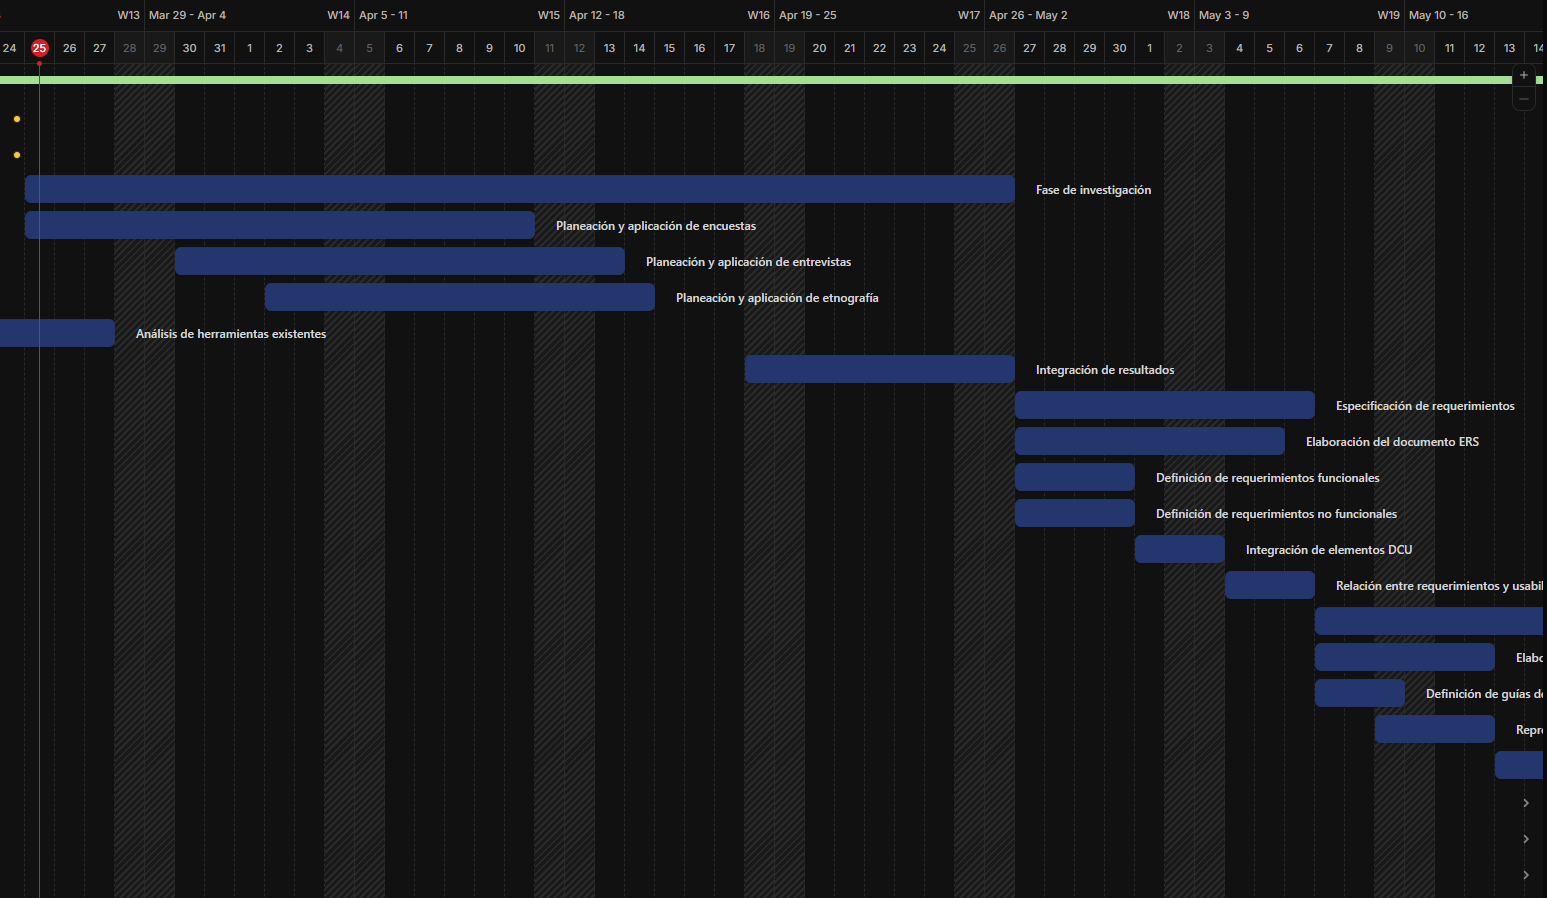 W13 Mar 29 - Apr 4 W14 Apr 5 - 11 W15 Apr 12 - 18 W16 Apr 19 - 25 W17 Apr 26 - May 2 W18 May 3 - 9 W19 May 10 - 16
24 25 26 27 28 29 30 31 1 2 3 4 5 6 7 8 9 10 11 12 13 14 15 16 17 18 19 20 21 22 23 24 25 26 27 28 29 30 1 2 3 4 5 6 7 8 9 10 11 12 13 14
Fase de investigación
Planeación y aplicación de encuestas
Planeación y aplicación de entrevistas
Planeación y aplicación de etnografía
Análisis de herramientas existentes
Integración de resultados
Especificación de requerimientos
Elaboración del documento ERS
Definición de requerimientos funcionales
Definición de requerimientos no funcionales
Integración de elementos DCU
Relación entre requerimientos y usabil
Elabo
Definición de guías de
Repre